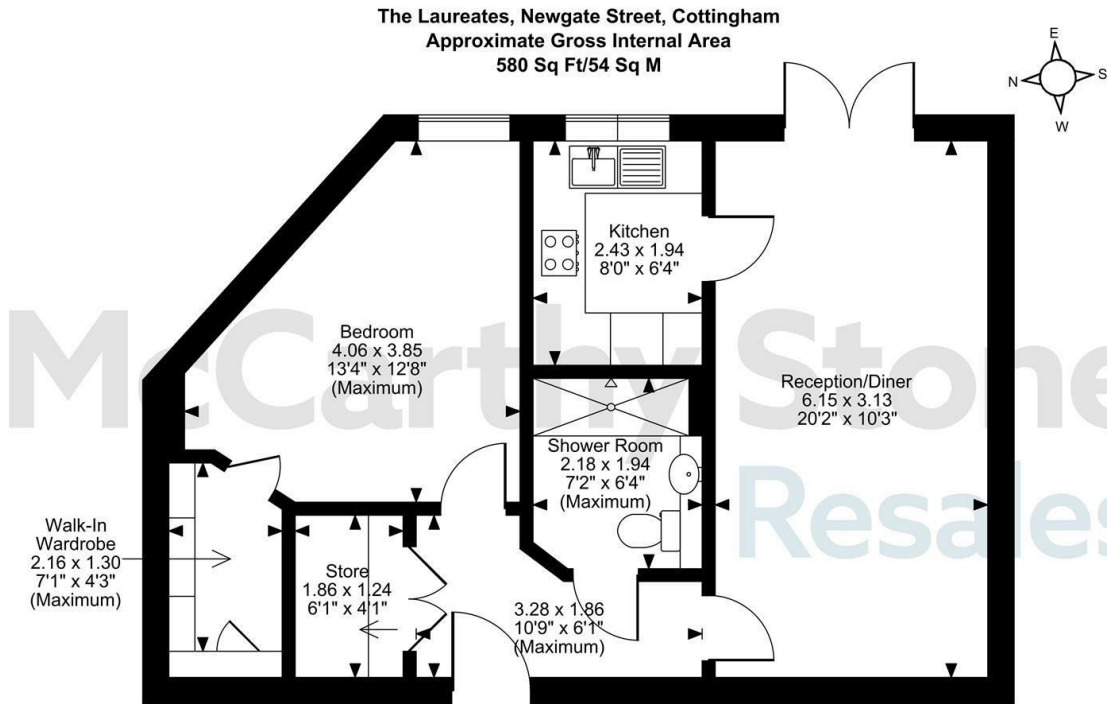 The Laureates, Newgate Street, Cottingham
Approximate Gross Internal Area
580 Sq Ft/54 Sq M
E
N
S
W
Kitchen
2.43 x 1.94
8'0" x 6'4"
Bedroom
4.06 x 3.85
13'4" x 12'8"
(Maximum)
Reception/Diner
6.15 x 3.13
20'2" x 10'3"
McCarthy Stone
Resales
Shower Room
2.18 x 1.94
7'2" x 6'4"
(Maximum)
Walk-In
Wardrobe
2.16 x 1.30
7'1" x 4'3"
(Maximum)
Store
1.86 x 1.24
6'1" x 4'1"
3.28 x 1.86
10'9" x 6'1"
(Maximum)